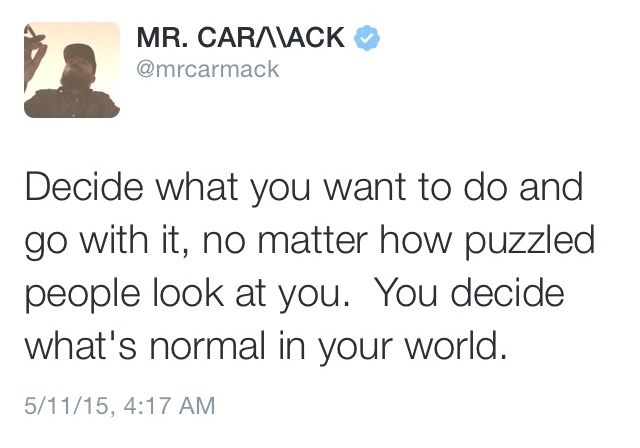 MR. CAR/\\ACK
@mrcarmack
Decide what you want to do and
go with it, no matter how puzzled
people look at you.  You decide
what's normal in your world.
5/11/15, 4:17 AM